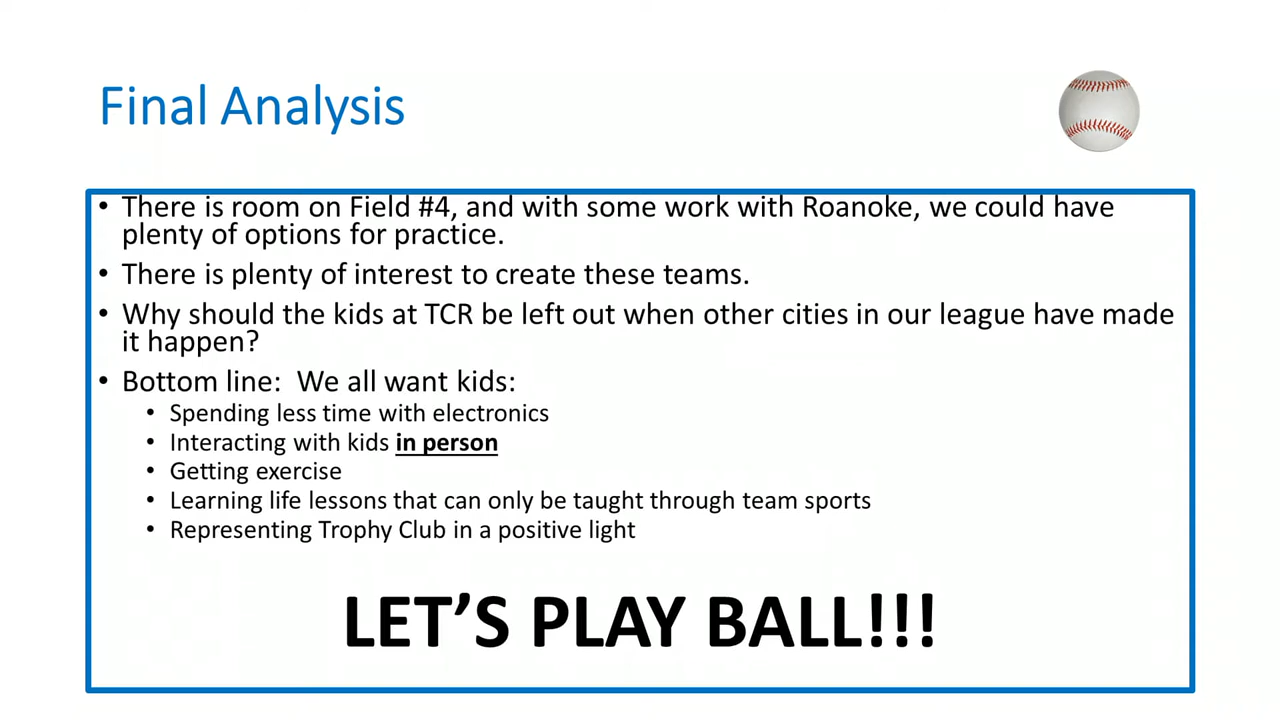 Final Analysis
• There is room on Field #4, and with some work with Roanoke, we could have
plenty of options for practice.
• There is plenty of interest to create these teams.
• Why should the kids at TCR be left out when other cities in our league have made
it happen?
• Bottom line:  We all want kids:
• Spending less time with electronics
• Interacting with kids in person
• Getting exercise
• Learning life lessons that can only be taught through team sports
• Representing Trophy Club in a positive light
LET’S PLAY BALL!!!